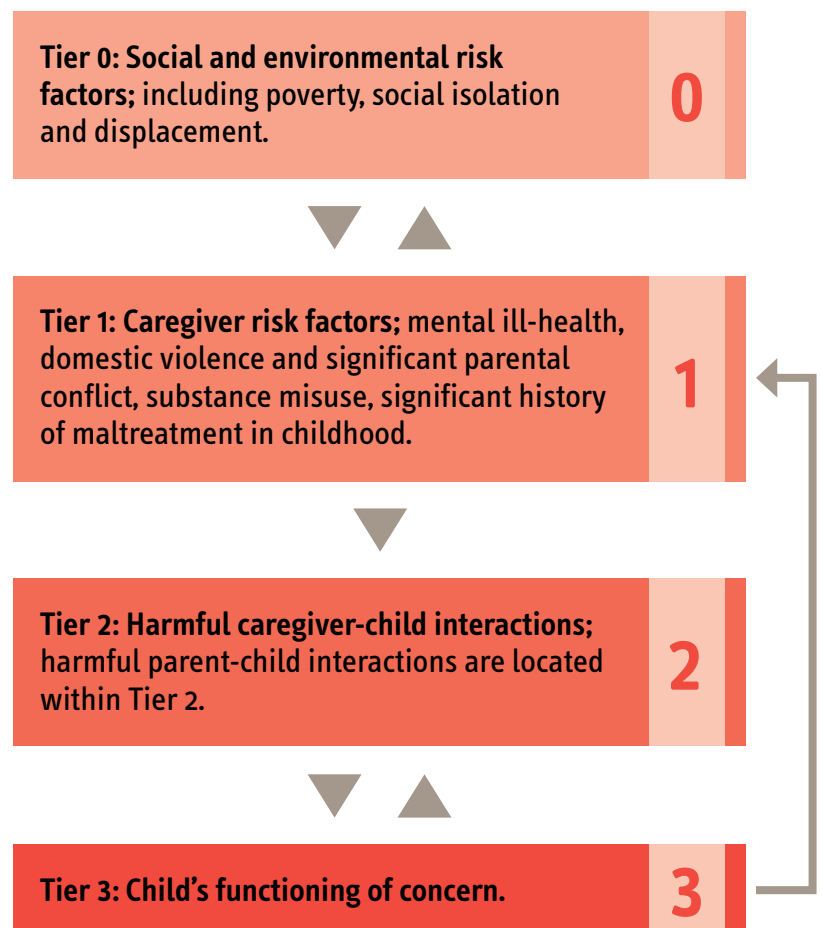 Tier 0: Social and environmental risk
factors; including poverty, social isolation
and displacement.
0
Tier 1: Caregiver risk factors; mental ill-health,
domestic violence and significant parental
conflict, substance misuse, significant history
of maltreatment in childhood.
1
Tier 2: Harmful caregiver-child interactions;
harmful parent-child interactions are located
within Tier 2.
2
Tier 3: Child’s functioning of concern.
3